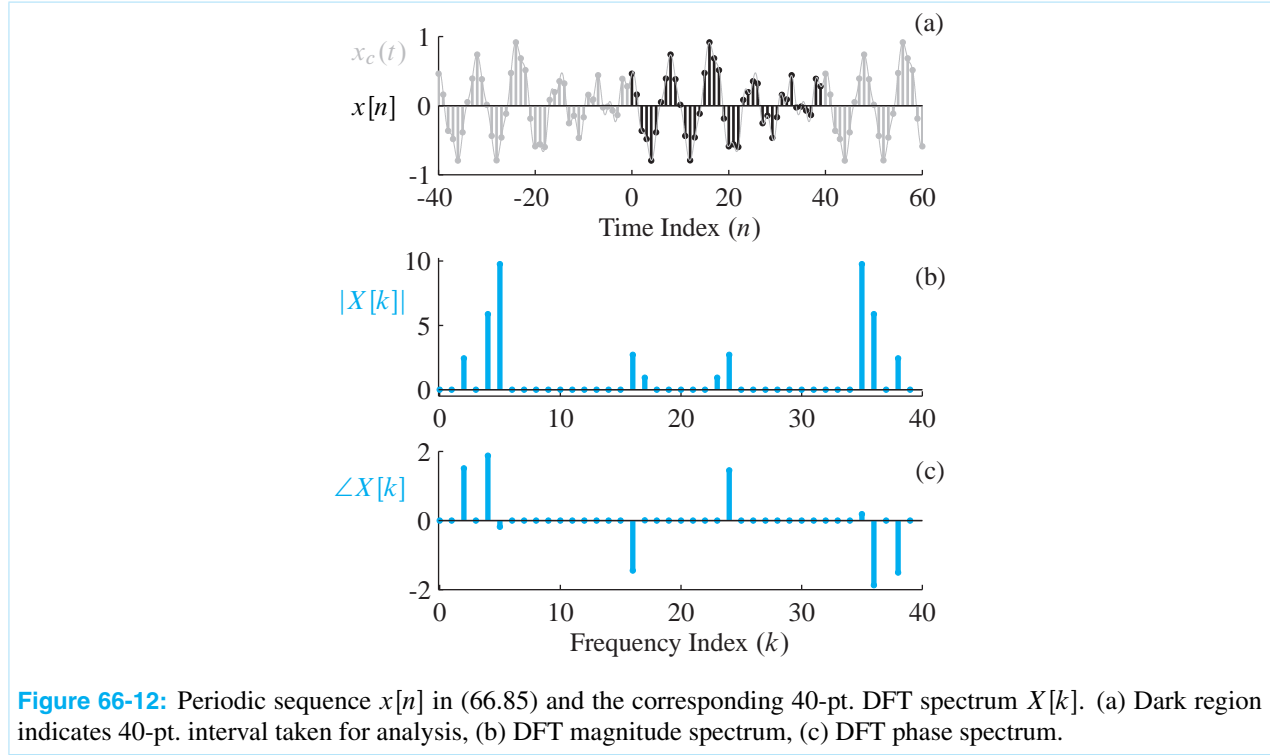 (a)
1
x_c(t)
x[n]
0
-1
-40 -20 0 20 40 60
Time Index (n)
10
(b)
|X[k]|
5
0
0 10 20 30 40
2
(c)
∠X[k]
0
-2
0 10 20 30 40
Frequency Index (k)
Figure 66-12: Periodic sequence x[n] in (66.85) and the corresponding 40-pt. DFT spectrum X[k]. (a) Dark region
indicates 40-pt. interval taken for analysis, (b) DFT magnitude spectrum, (c) DFT phase spectrum.